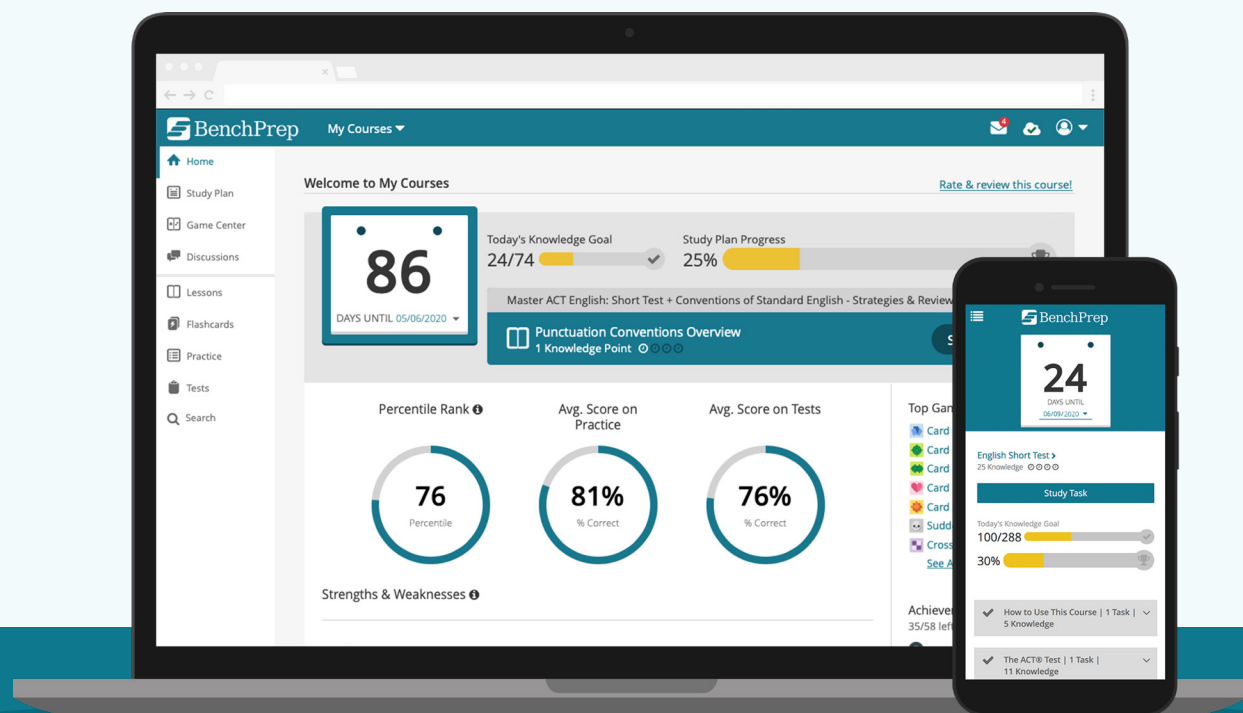 BenchPrep
My Courses
4
Home
Study Plan
Game Center
Discussions
Lessons
Flashcards
Practice
Tests
Search
Welcome to My Courses
Rate & review this course!
86
DAYS UNTIL 05/06/2020
Today's Knowledge Goal
24/74
Study Plan Progress
25%
Master ACT English: Short Test + Conventions of Standard English - Strategies & Review
Punctuation Conventions Overview
1 Knowledge Point
Percentile Rank
76
Percentile
Avg. Score on
Practice
81%
% Correct
Avg. Score on Tests
76%
% Correct
Strengths & Weaknesses
Top Gam
Card
Card
Card
Card
Card
Sudd
Cross
See A
Achieve
35/58 left
BenchPrep
24
DAYS UNTIL
06/09/2020
English Short Test
25 Knowledge
Study Task
Today's Knowledge Goal
100/288
30%
How to Use This Course | 1 Task |
5 Knowledge
The ACT® Test | 1 Task |
11 Knowledge